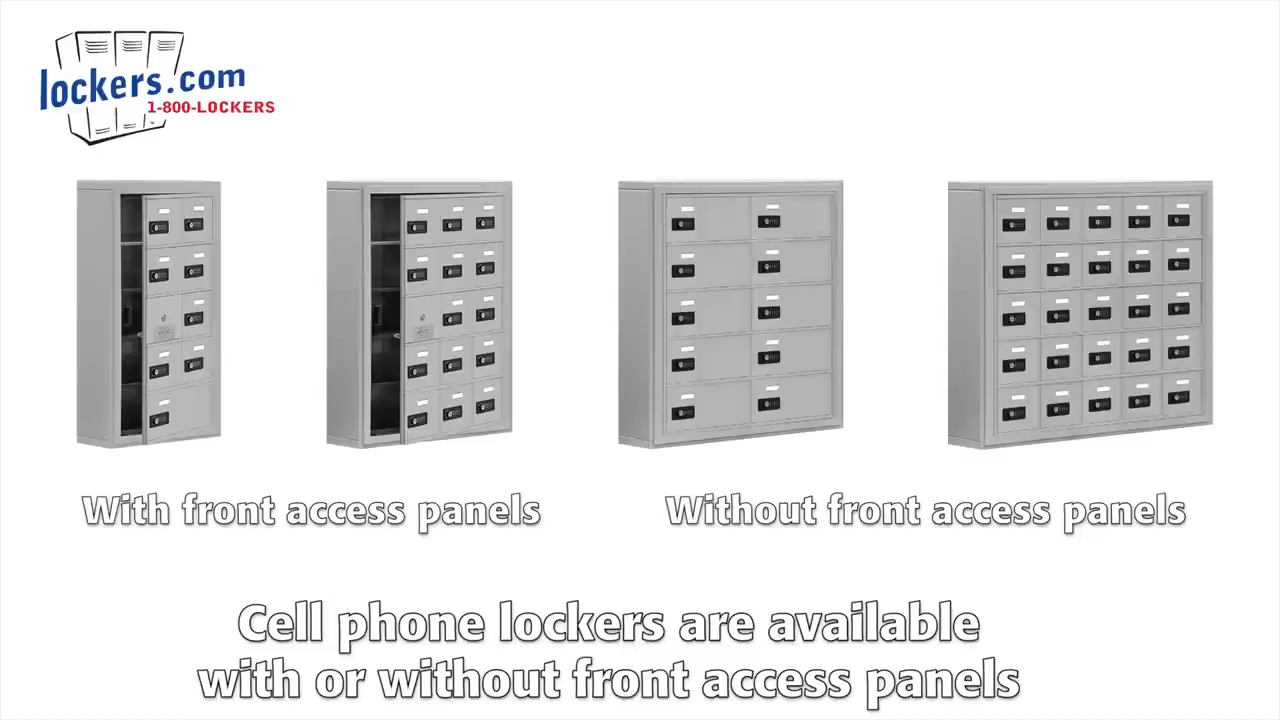 lockers.com
1-800-LOCKERS
With front access panels
Without front access panels
Cell phone lockers are available
with or without front access panels